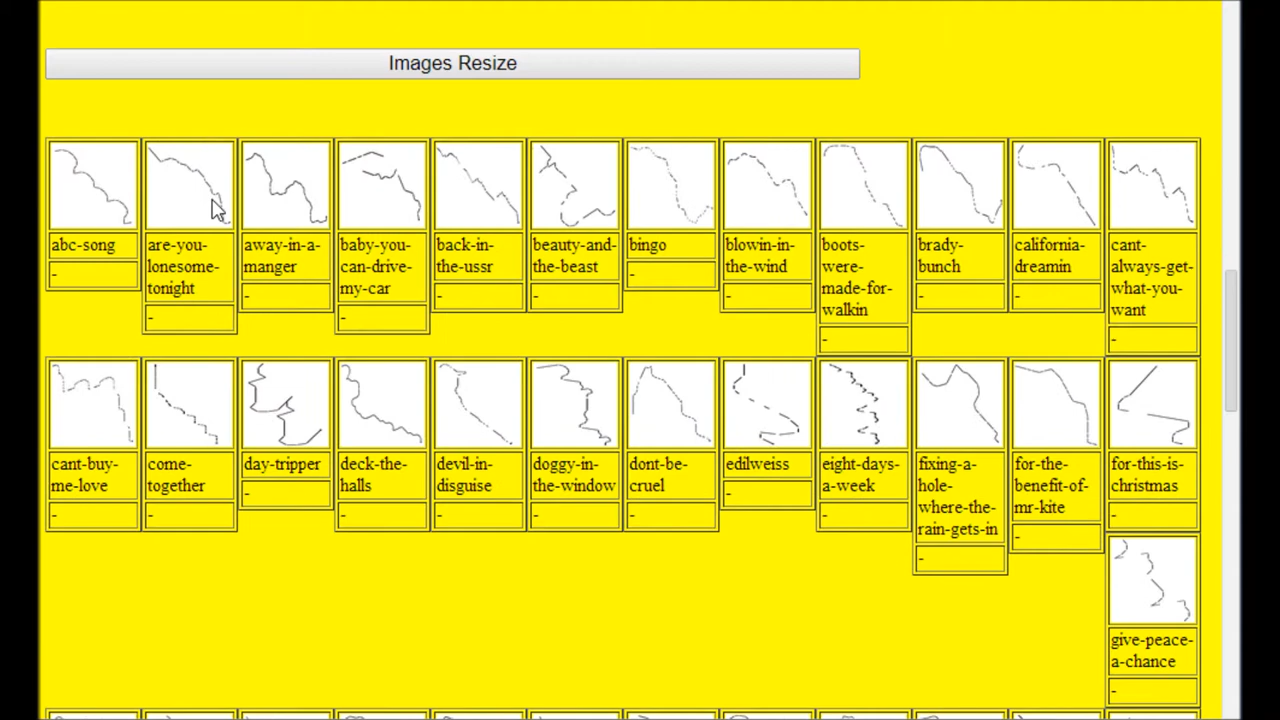 Images Resize
abc-song
-
are-you-
lonesome-
tonight
-
away-in-a-
manger
-
baby-you-
can-drive-
my-car
-
back-in-
the-ussr
-
beauty-and-
the-beast
-
bingo
-
blowin-in-
the-wind
-
boots-
were-
made-for-
walkin
-
brady-
bunch
-
california-
dreamin
-
cant-
always-get-
what-you-
want
-
cant-buy-
me-love
-
come-
together
-
day-tripper
-
deck-the-
halls
-
devil-in-
disguise
-
doggy-in-
the-window
-
dont-be-
cruel
-
edilweiss
-
eight-days-
a-week
-
fixing-a-
hole-
where-the-
rain-gets-in
-
for-the-
benefit-of-
mr-kite
-
for-this-is-
christmas
-
give-peace-
a-chance
-